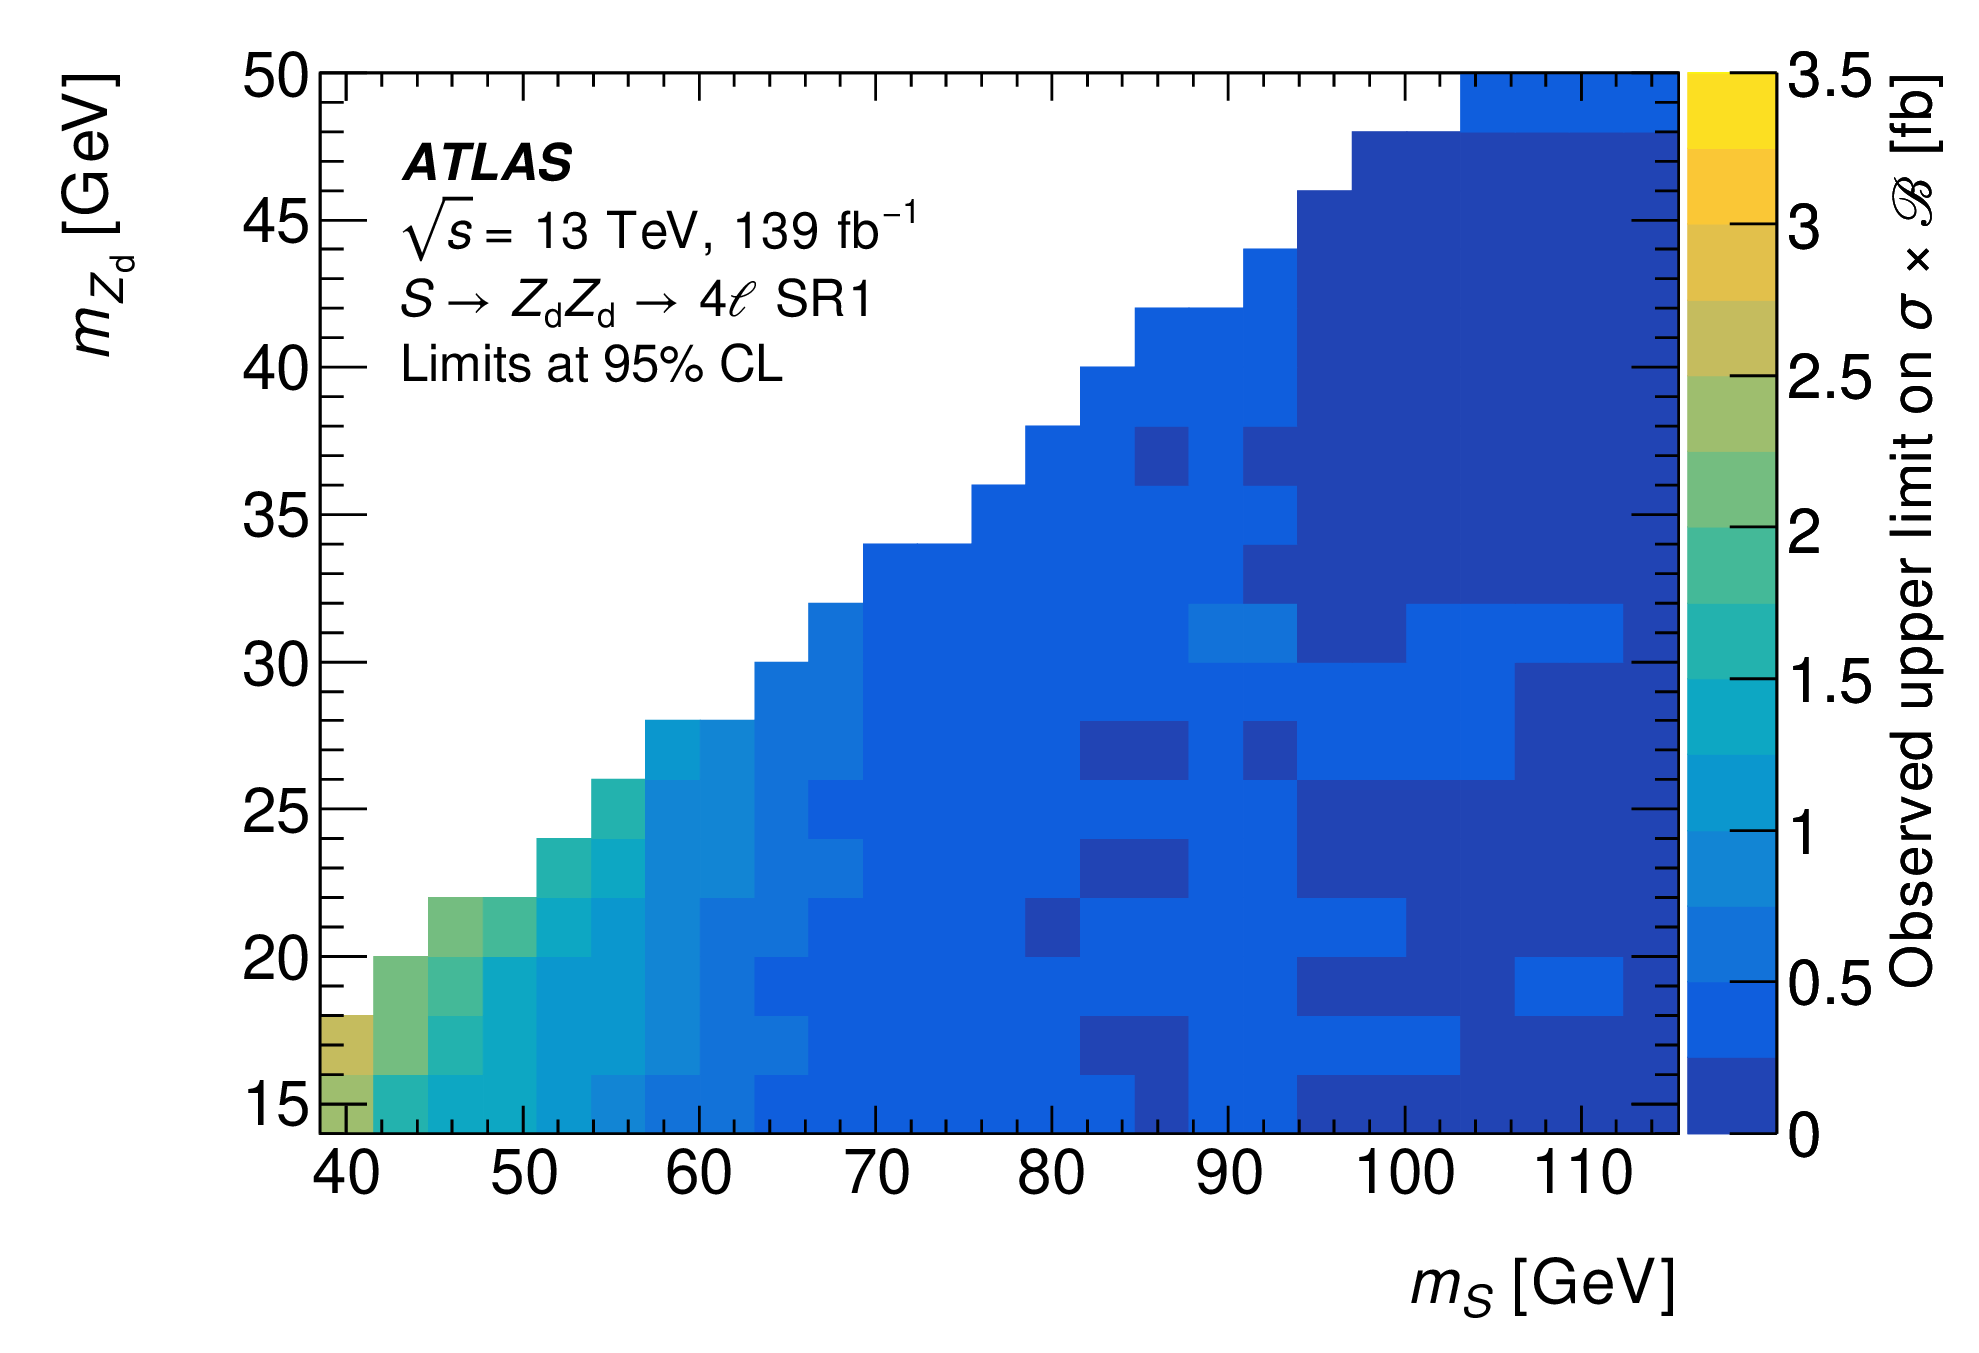 m_{Z_d} [GeV]
50
45
40
35
30
25
20
15
ATLAS
√s = 13 TeV, 139 fb⁻¹
S → Z_dZ_d → 4ℓ SR1
Limits at 95% CL
40 50 60 70 80 90 100 110
m_S [GeV]
3.5
3
2.5
2
1.5
1
0.5
0
Observed upper limit on σ × ℬ [fb]